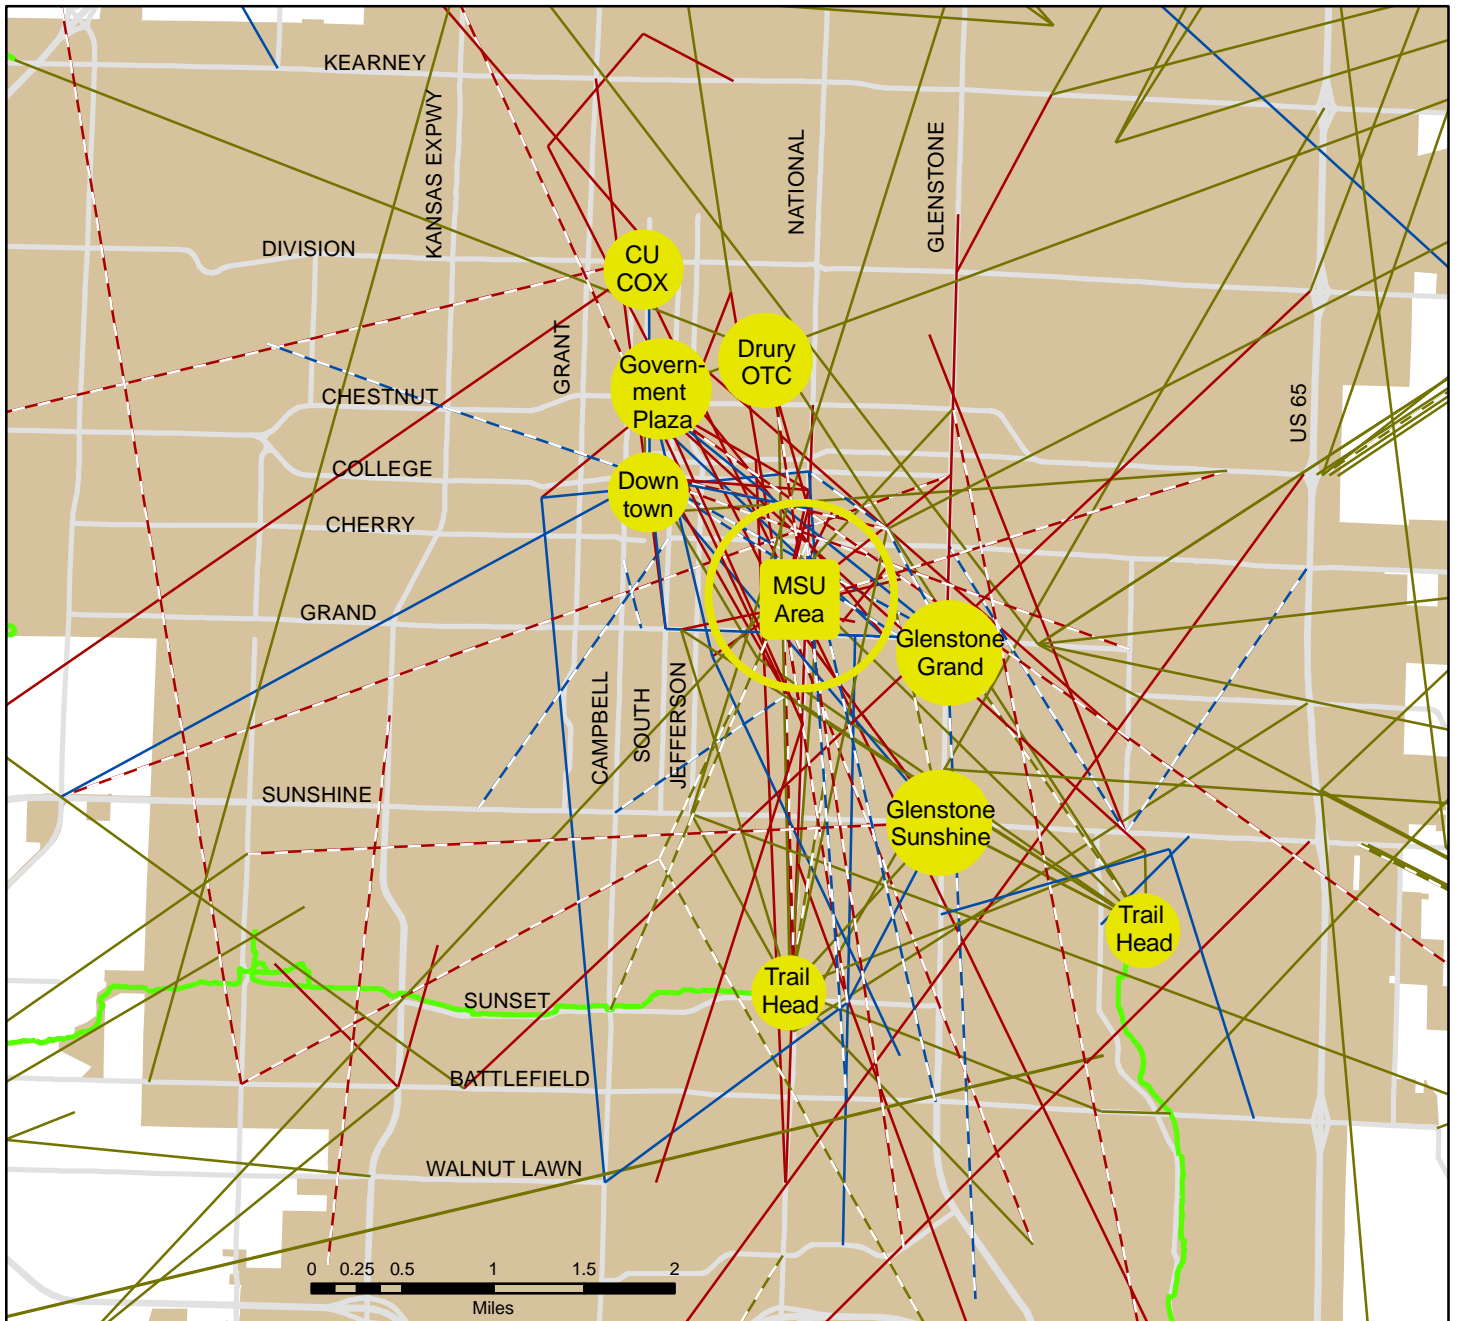 KEARNEY
KANSAS EXPWY
NATIONAL
GLENSTONE
DIVISION
CU
COX
GRANT
Govern-
ment
Plaza
Drury
OTC
CHESTNUT
US 65
COLLEGE
Down
town
CHERRY
MSU
Area
GRAND
Glenstone
Grand
CAMPBELL
SOUTH
JEFFERSON
SUNSHINE
Glenstone
Sunshine
Trail
Head
Trail
Head
SUNSET
BATTLEFIELD
WALNUT LAWN
0 0.25 0.5 1 1.5 2
Miles